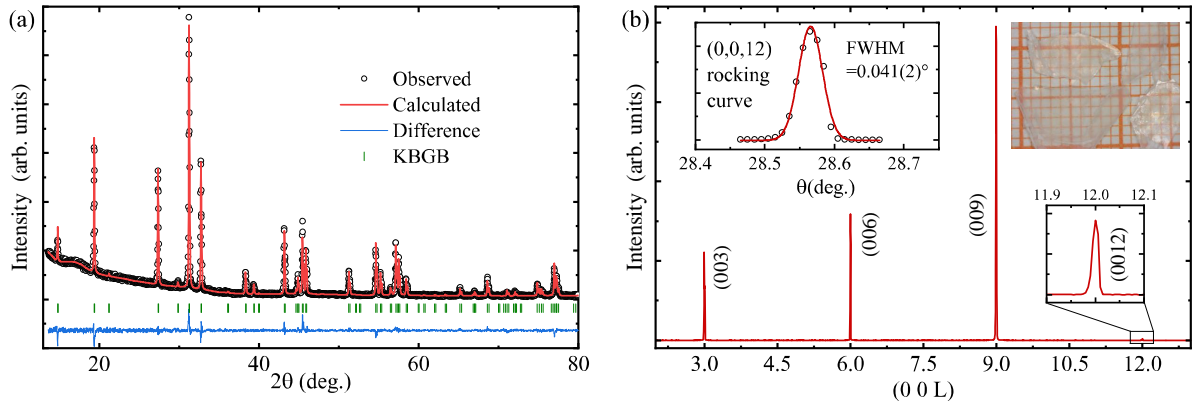 (a)
Intensity (arb. units)
Observed
Calculated
Difference
KBGB
20
40
60
80
2θ (deg.)
(b)
Intensity (arb. units)
(0,0,12)
rocking
curve
FWHM
=0.041(2)°
28.4
28.5
28.6
28.7
θ(deg.)
(003)
(006)
(009)
11.9
12.0
12.1
(0012)
3.0
4.5
6.0
7.5
9.0
10.5
12.0
(0 0 L)